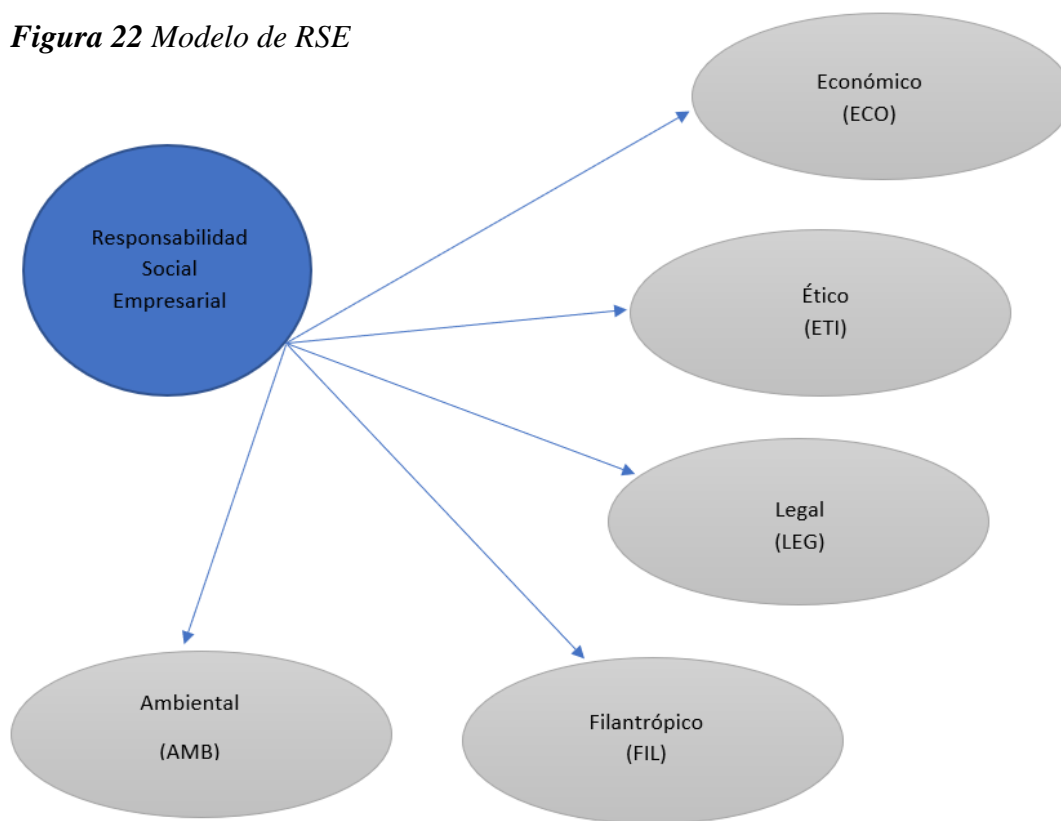 Figura 22 Modelo de RSE
Económico
(ECO)
Responsabilidad
Social
Empresarial
Ético
(ETI)
Legal
(LEG)
Ambiental
(AMB)
Filantrópico
(FIL)